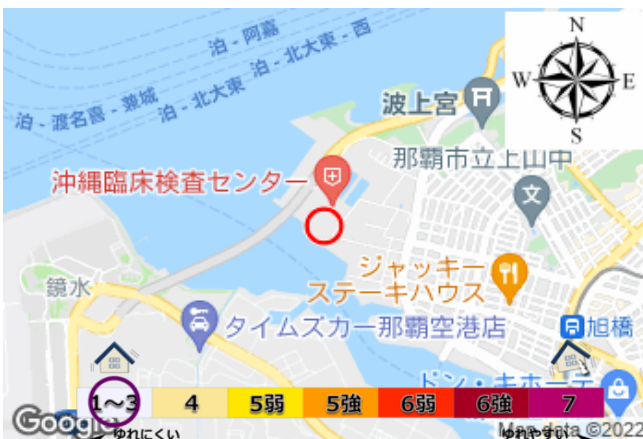 泊 - 阿嘉
泊 - 北大東 - 西
泊 - 北大東
泊 - 渡名喜 - 兼城
N
W
E
S
波上宮
那覇市立上山中
沖縄臨床検査センター
ジャッキー
ステーキハウス
鏡水
タイムズカー那覇空港店
旭橋
ドン・キホーテ
1～3 4 5弱 5強 6弱 6強 7
Google
Map data ©2022
ゆれにくい
ゆれやすい